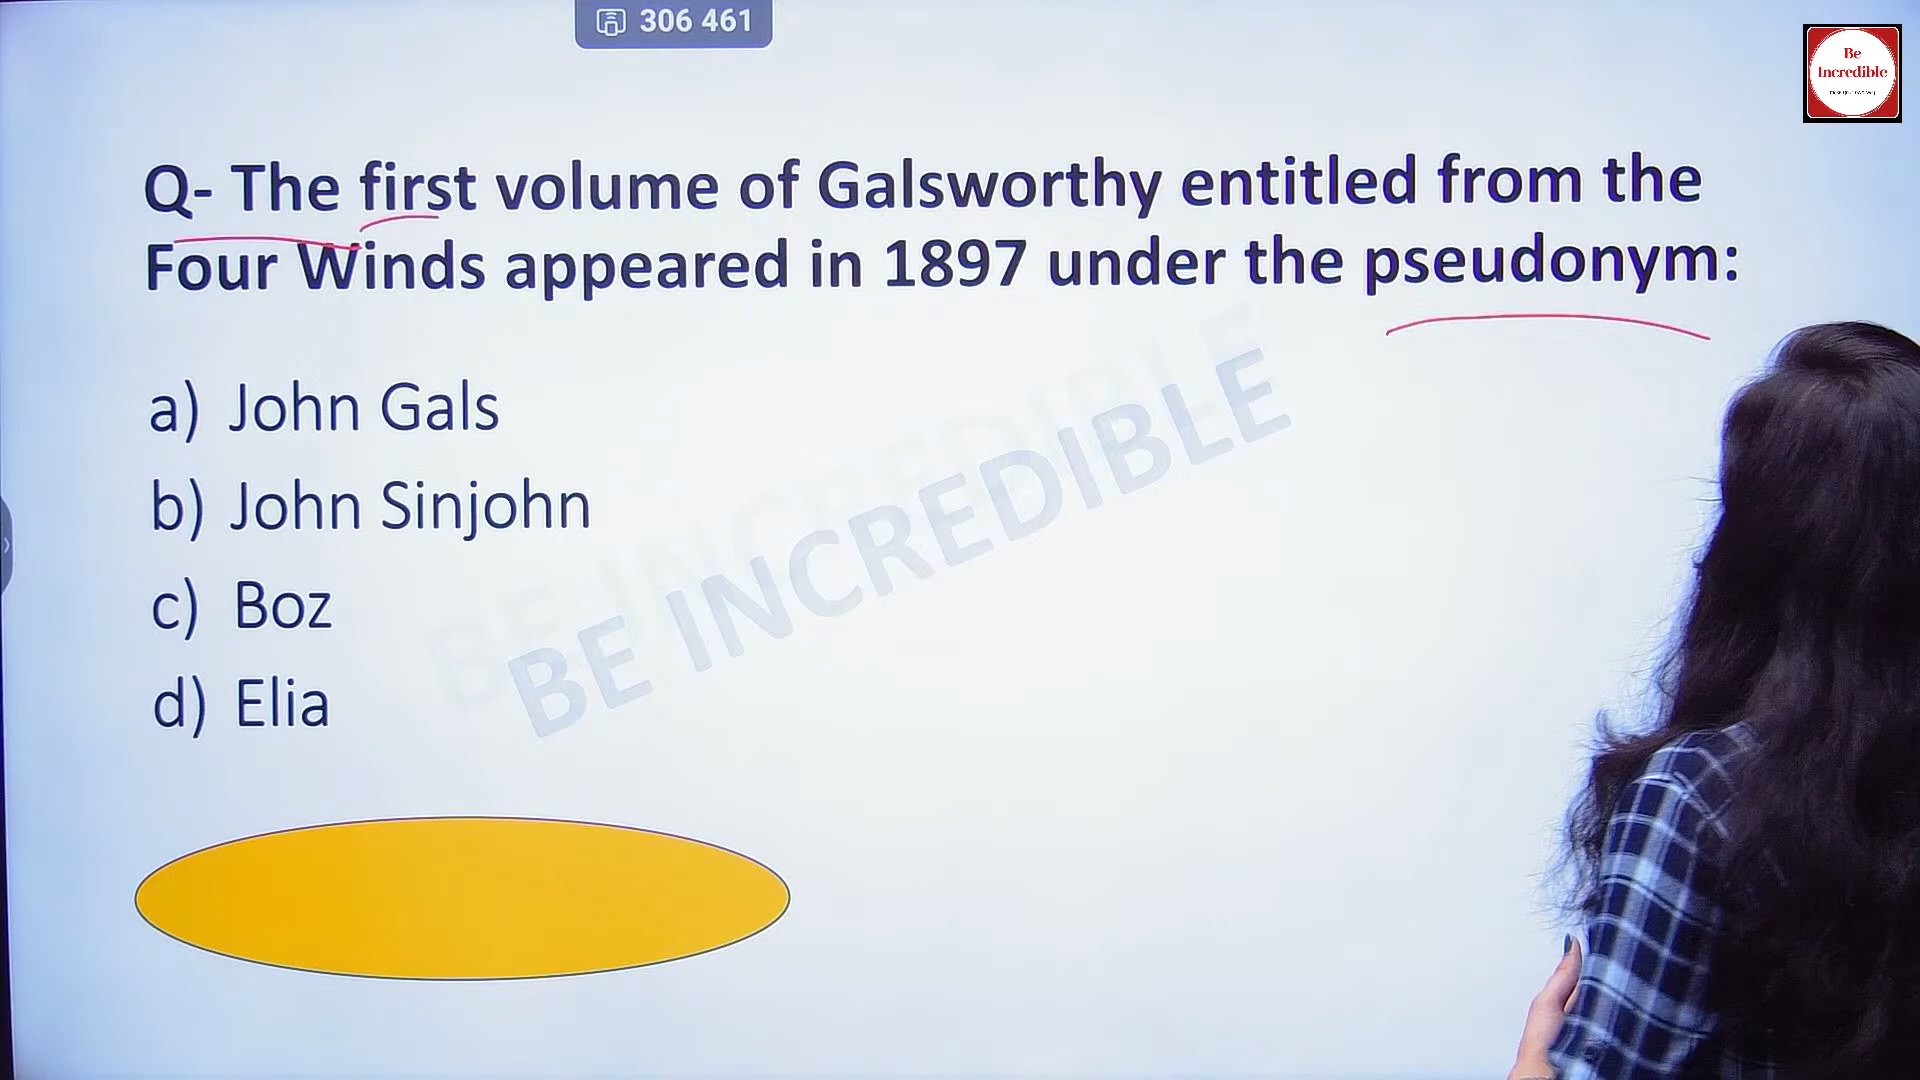 306 461
Be
Incredible
Q- The first volume of Galsworthy entitled from the
Four Winds appeared in 1897 under the pseudonym:
a) John Gals
b) John Sinjohn
c) Boz
d) Elia
BE INCREDIBLE